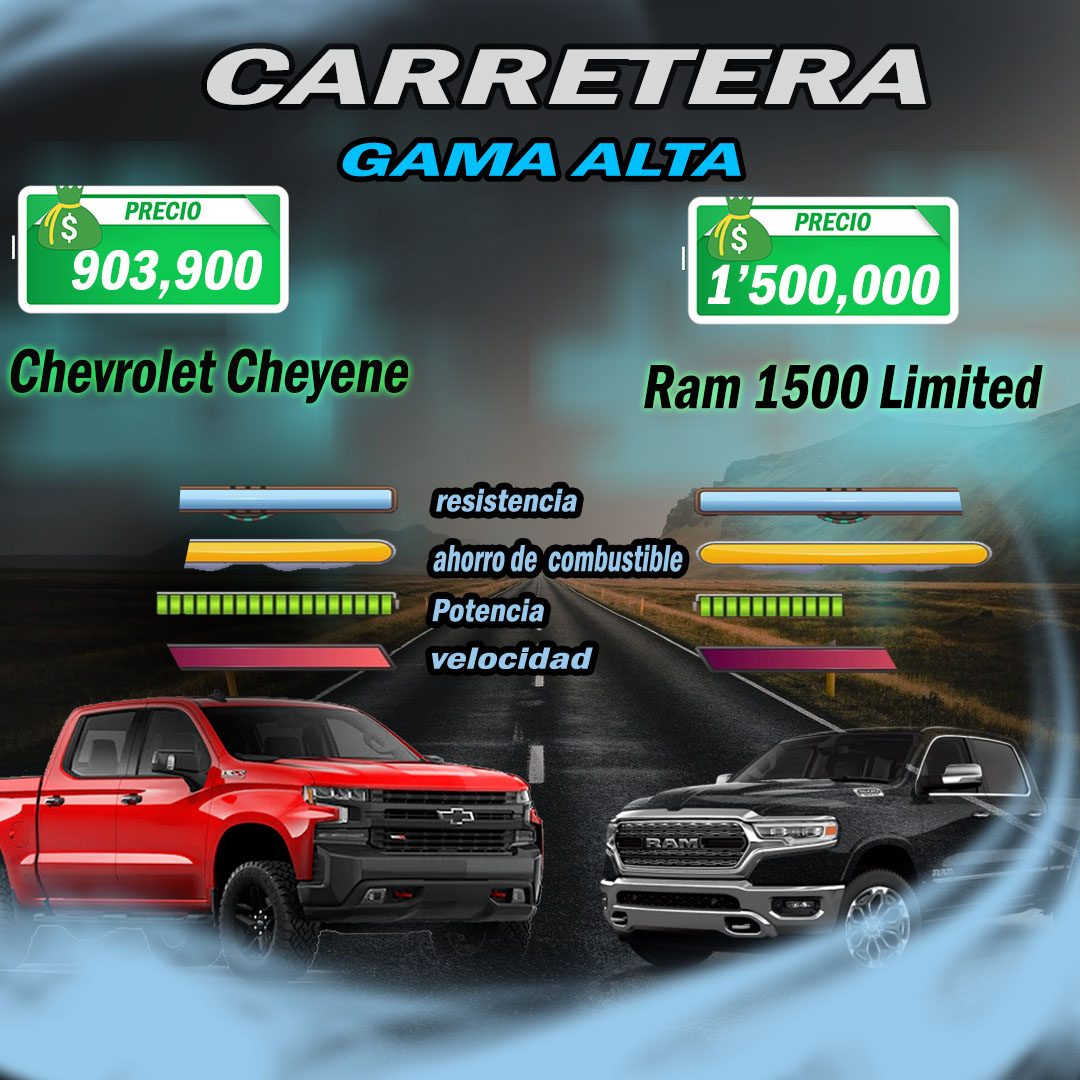 CARRETERA
GAMA ALTA
PRECIO
$ 903,900
PRECIO
$ 1'500,000
Chevrolet Cheyene
Ram 1500 Limited
resistencia
ahorro de combustible
Potencia
velocidad
RAM